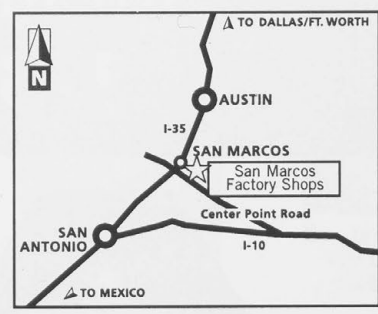 TO DALLAS/FT. WORTH
N
AUSTIN
I-35
SAN MARCOS
San Marcos
Factory Shops
Center Point Road
SAN
ANTONIO
I-10
TO MEXICO